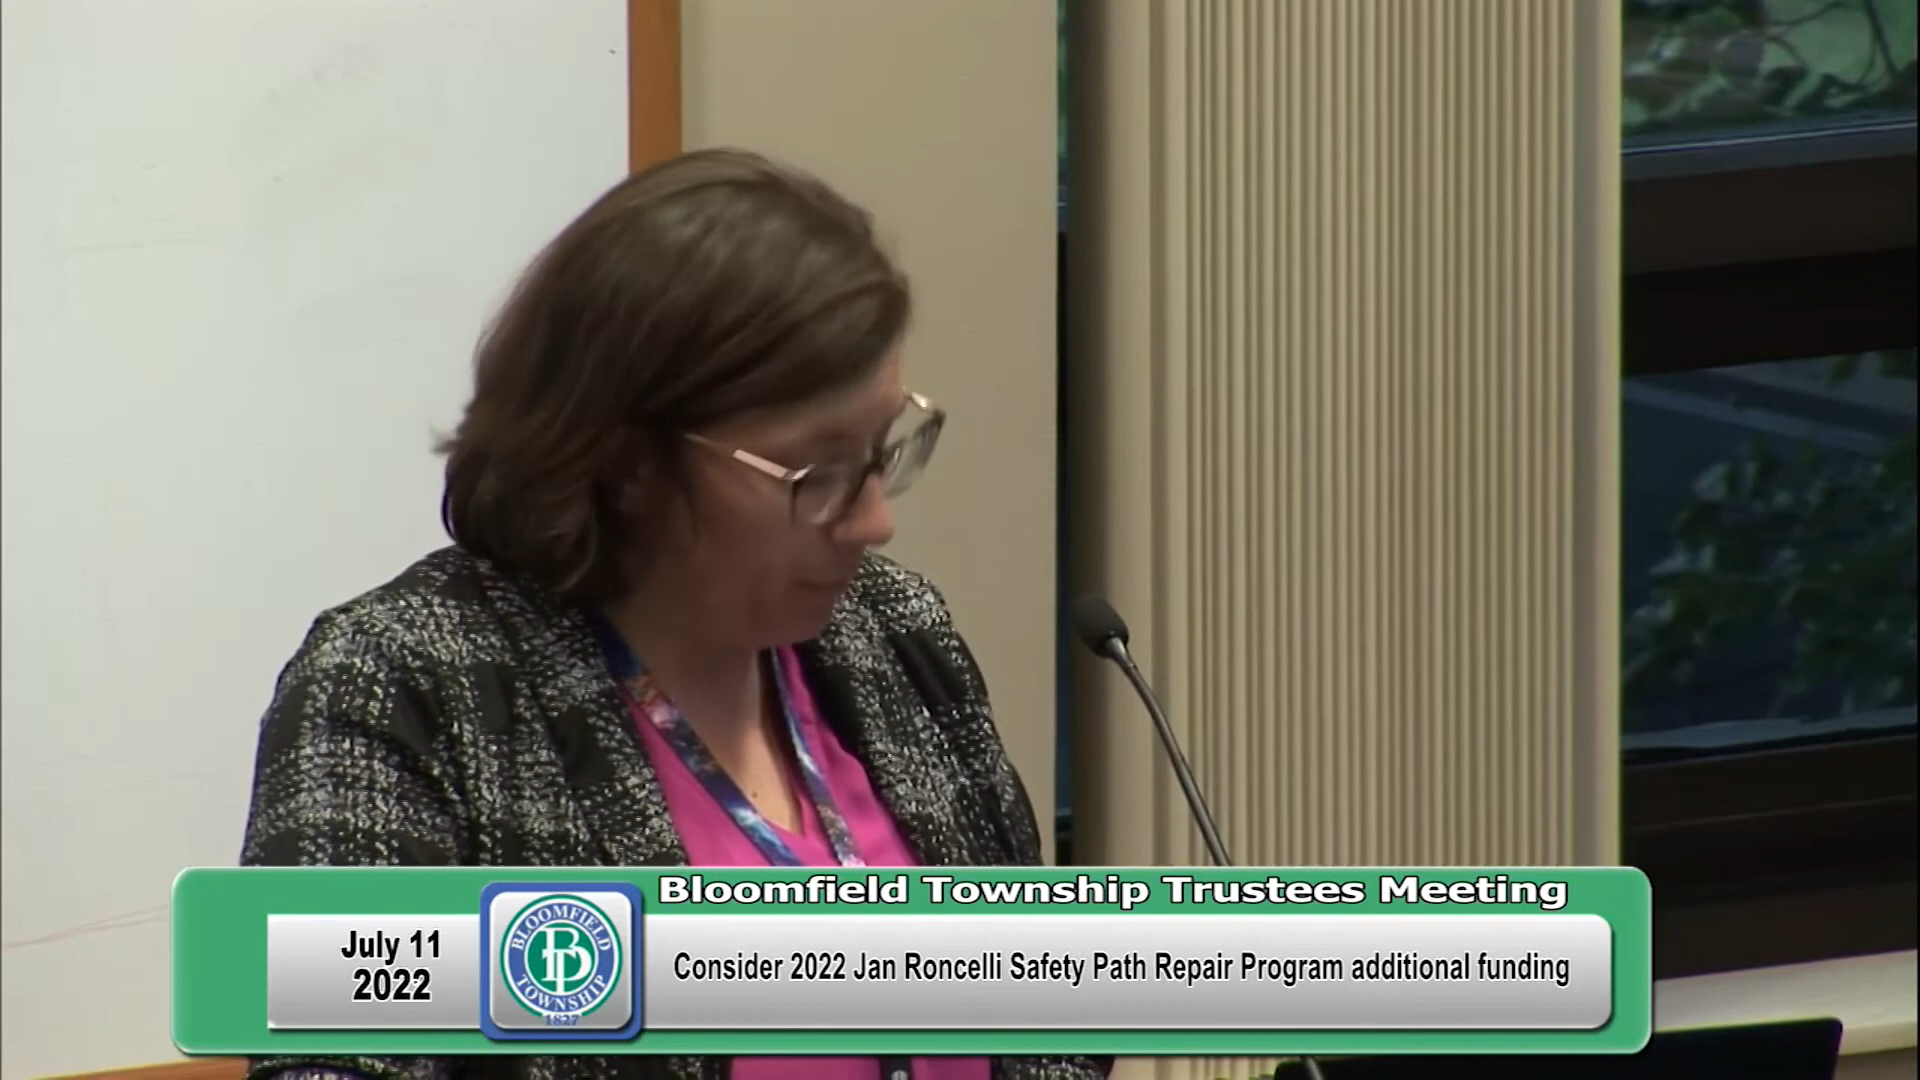 Bloomfield Township Trustees Meeting
July 11
2022
BLOOMFIELD
TOWNSHIP
1827
Consider 2022 Jan Roncelli Safety Path Repair Program additional funding